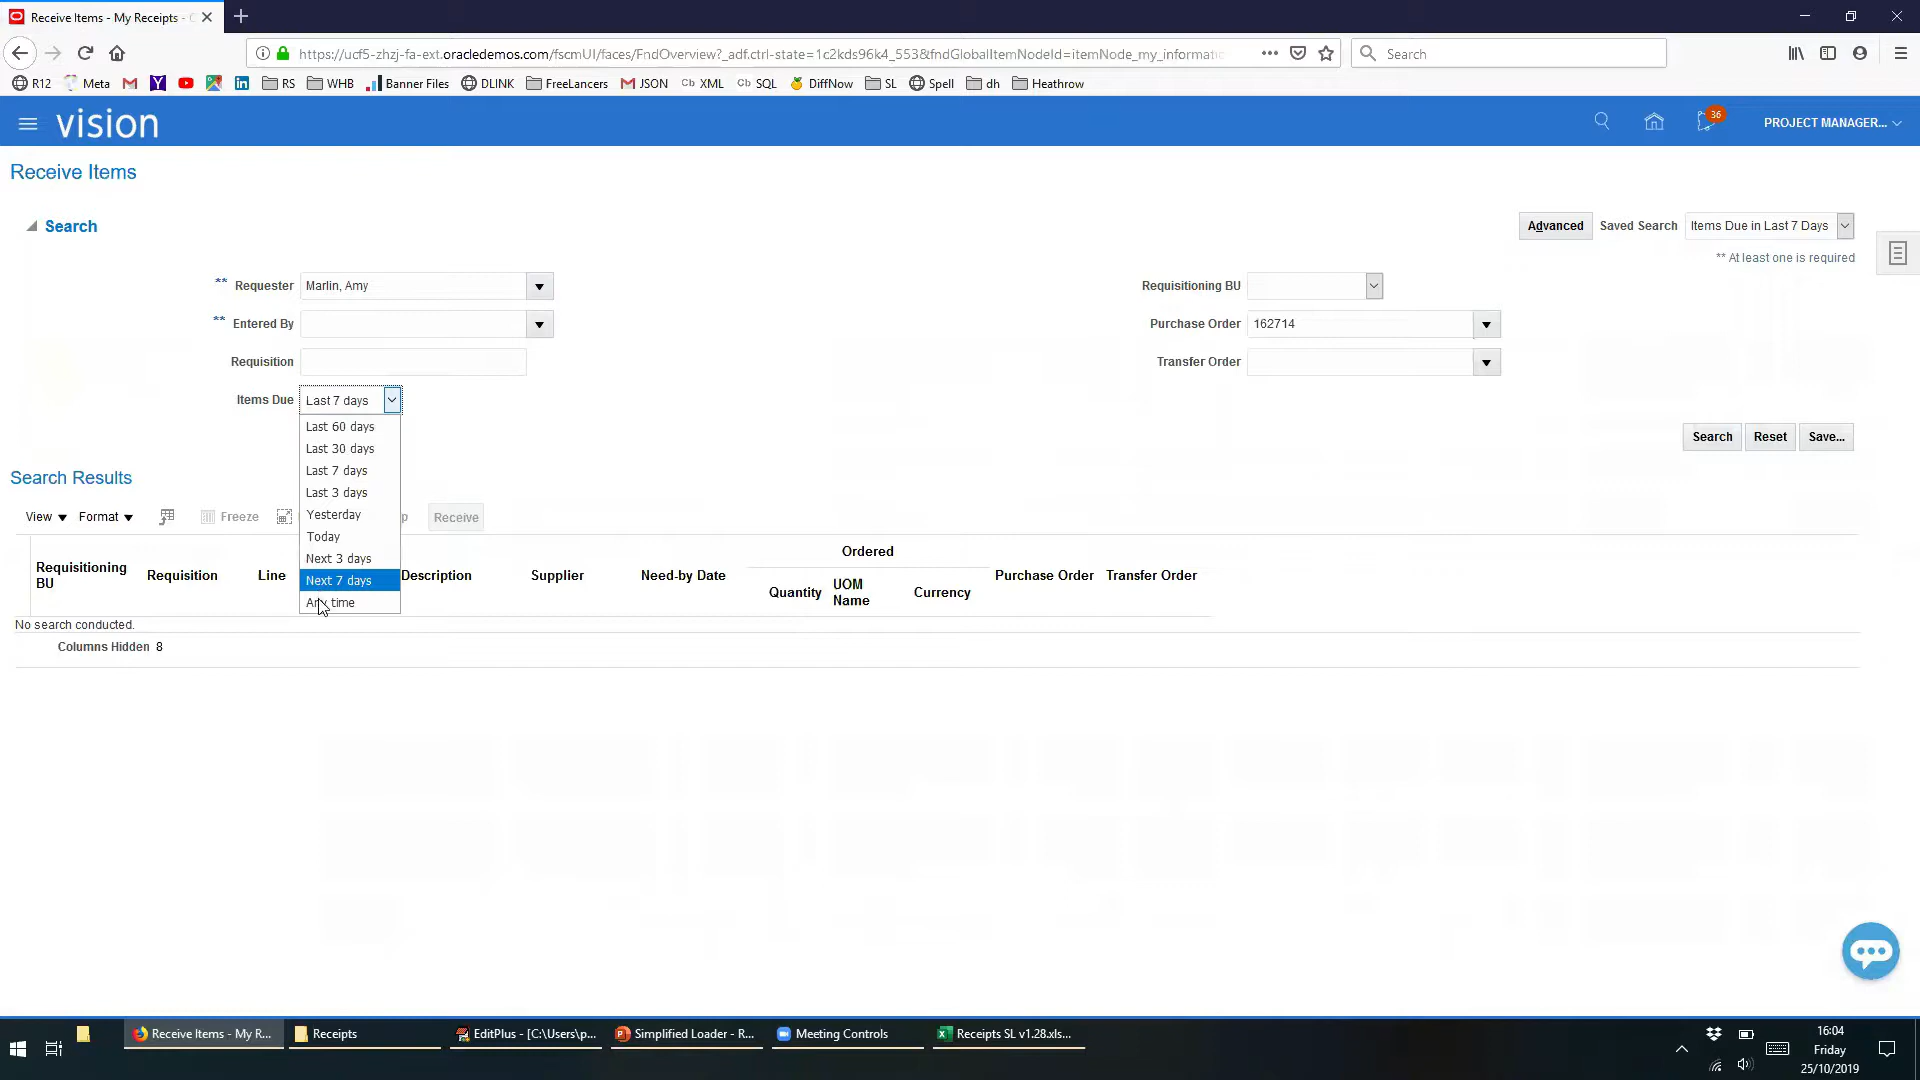 Receive Items - My Receipts -
https://ucf5-zhzj-fa-ext.oracledemos.com/fscmUI/faces/FndOverview?_adf.ctrl-state=1c2kds96k4_553&fndGlobalItemNodeId=itemNode_my_informatio
Search
R12 Meta RS WHB Banner Files DLINK FreeLancers JSON Cb XML Cb SQL DiffNow SL Spell dh Heathrow
vision
36
PROJECT MANAGER...
Receive Items
Search
Advanced Saved Search Items Due in Last 7 Days
** At least one is required
** Requester Marlin, Amy
Requisitioning BU
** Entered By
Purchase Order 162714
Requisition
Transfer Order
Items Due Last 7 days
Last 60 days
Last 30 days
Last 7 days
Last 3 days
Yesterday
Today
Next 3 days
Next 7 days
Any time
Search Reset Save...
Search Results
View Format Freeze Receive
Requisitioning BU Requisition Line Description Supplier Need-by Date Ordered Quantity UOM Name Currency Purchase Order Transfer Order
No search conducted.
Columns Hidden 8
Receive Items - My R...
Receipts
EditPlus - [C:\Users\p...
Simplified Loader - R...
Meeting Controls
Receipts SL v1.28.xls...
16:04
Friday
25/10/2019